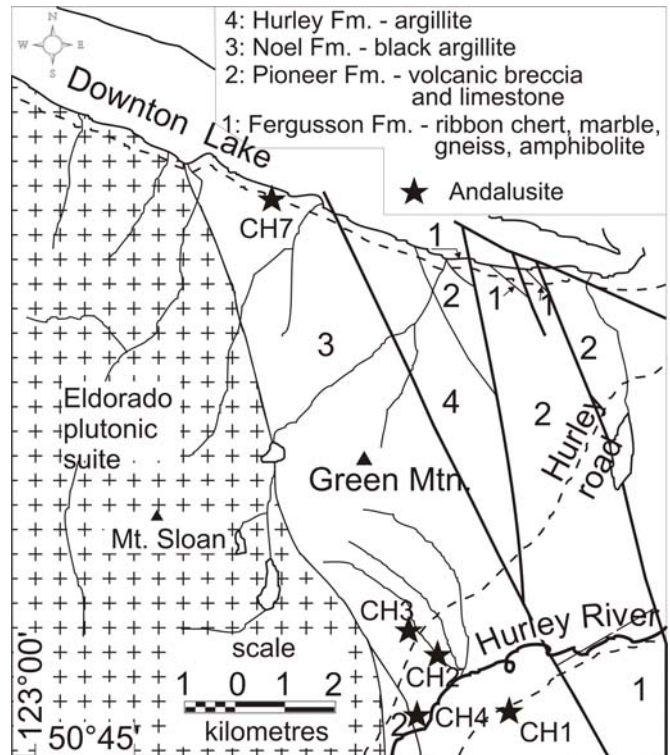 N
W E
S
4: Hurley Fm. - argillite
3: Noel Fm. - black argillite
2: Pioneer Fm. - volcanic breccia
and limestone
1: Fergusson Fm. - ribbon chert, marble,
gneiss, amphibolite
Andalusite
Downton Lake
CH7
1
2
1
1
3
2
4
2
Hurley
road
Eldorado
plutonic
suite
Green Mtn.
Mt. Sloan
CH3
Hurley River
scale
CH2
1 0 1 2
kilometres
2
CH4
CH1
1
123°00'
50°45'